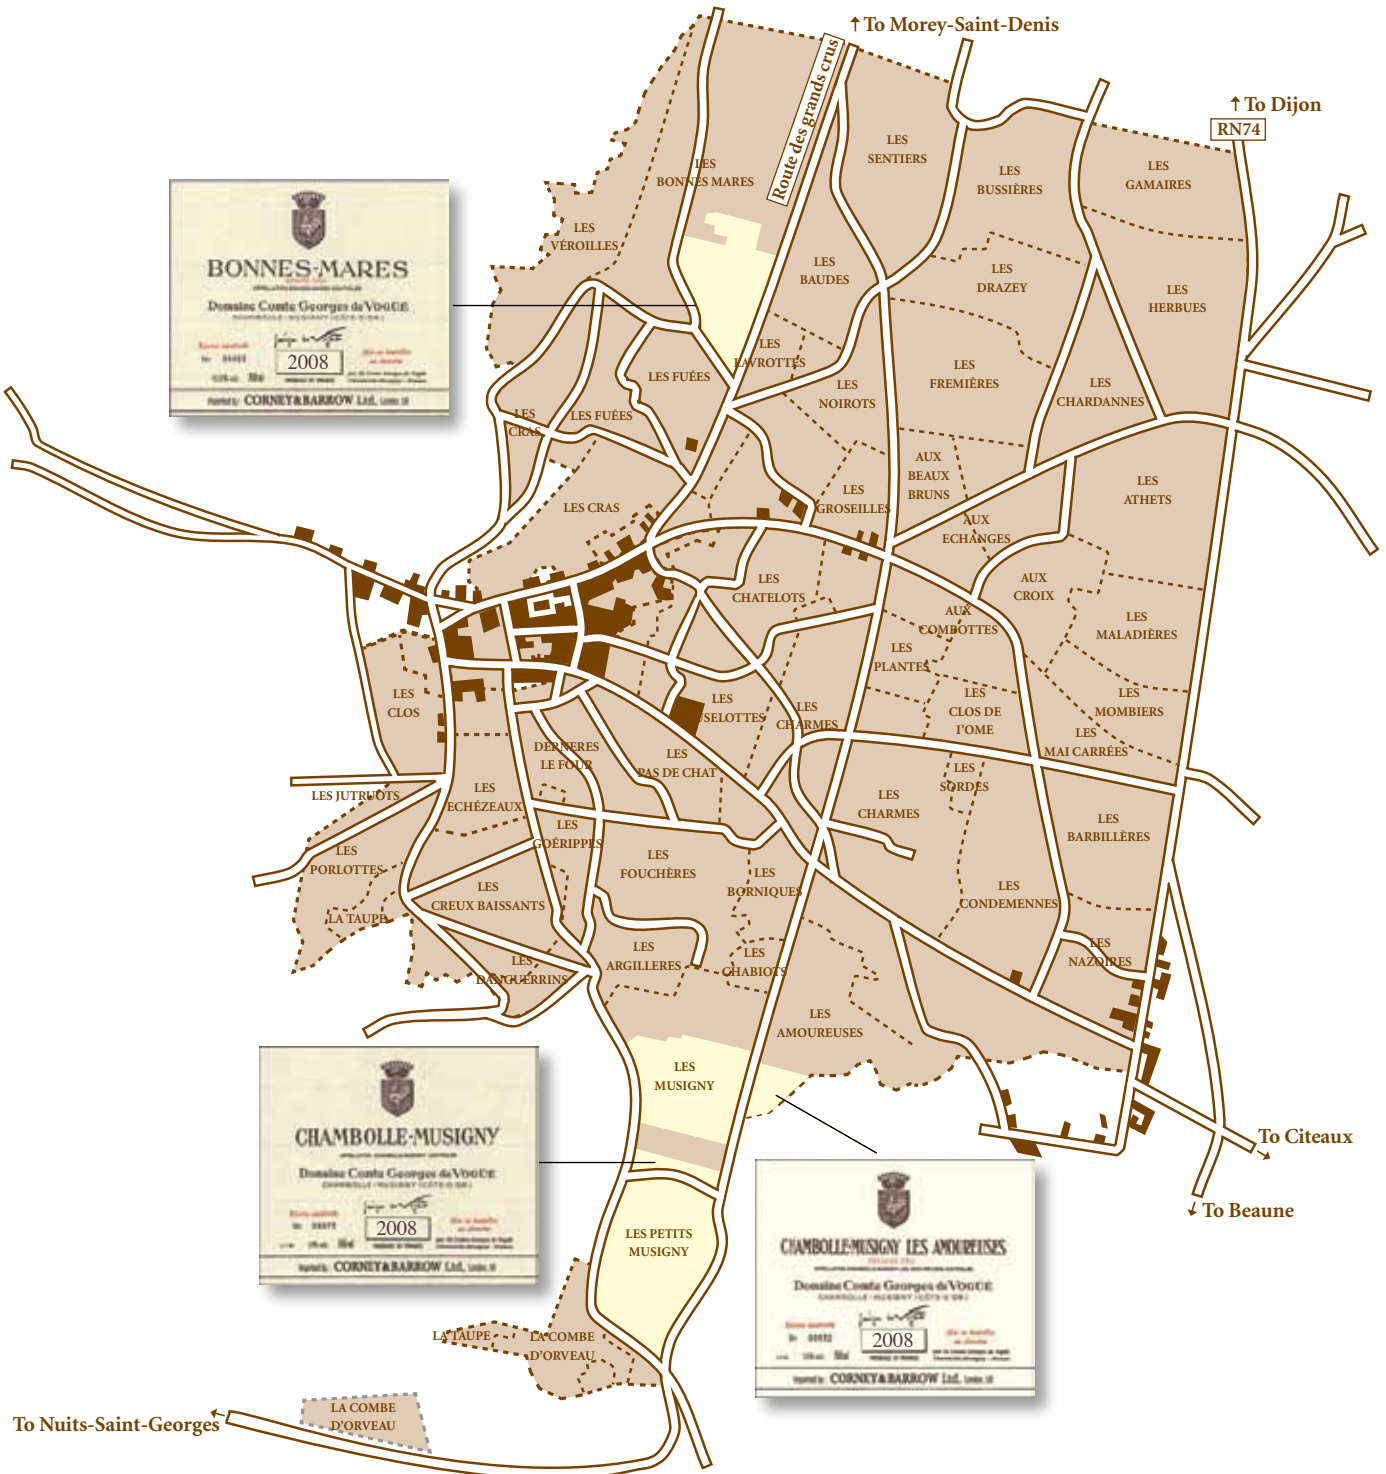 ↑To Morey-Saint-Denis
Route des grands crus
↑To Dijon
RN74
LES
SENTIERS
LES
BONNES MARES
LES
BUSSIÈRES
LES
GAMAIRES
LES
VÉROILLES
LES
BAUDES
LES
DRAZEY
LES
HERBUES
BONNES-MARES
Domaine Comte Georges de VOGÜÉ
2008
CORNEY & BARROW Ltd.
LES
LAVROTTES
LES FUÉES
LES
NOIROTS
LES
FREMIÈRES
LES
CHARDANNES
LES
CRAS
LES FUÉES
AUX
BEAUX
BRUNS
LES
ATHETS
LES CRAS
LES
GROSEILLES
AUX
ECHANGES
LES
CHATELOTS
AUX
CROIX
AUX
COMBOTTES
LES
MALADIÈRES
LES
PLANTES
LES
CLOS
LES
USELOTTES
LES
CHARMES
LES
CLOS DE
I'OME
LES
MOMBIERS
LES
MAI CARRÉES
DERNERES
LE FOUR
LES
PAS DE CHAT
LES
SORDES
LES JUTRUOTS
LES
ECHÉZEAUX
LES
CHARMES
LES
BARBILLÈRES
LES
GOÉRIPPES
LES
PORLOTTES
LES
FOUCHÈRES
LES
BORNIQUES
LES
CREUX BAISSANTS
LES
CONDEMENNES
LA TAUPE
LES
DANGUERRINS
LES
ARGILLERES
LES
CHABIOTS
LES
NAZOIRES
LES
AMOUREUSES
LES
MUSIGNY
CHAMBOLLE-MUSIGNY
Domaine Comte Georges de VOGÜÉ
2008
CORNEY & BARROW Ltd.
To Citeaux
To Beaune
LES PETITS
MUSIGNY
CHAMBOLLE-MUSIGNY LES AMOUREUSES
Domaine Comte Georges de VOGÜÉ
2008
CORNEY & BARROW Ltd.
LA TAUPE
LA COMBE
D'ORVEAU
LA COMBE
D'ORVEAU
To Nuits-Saint-Georges